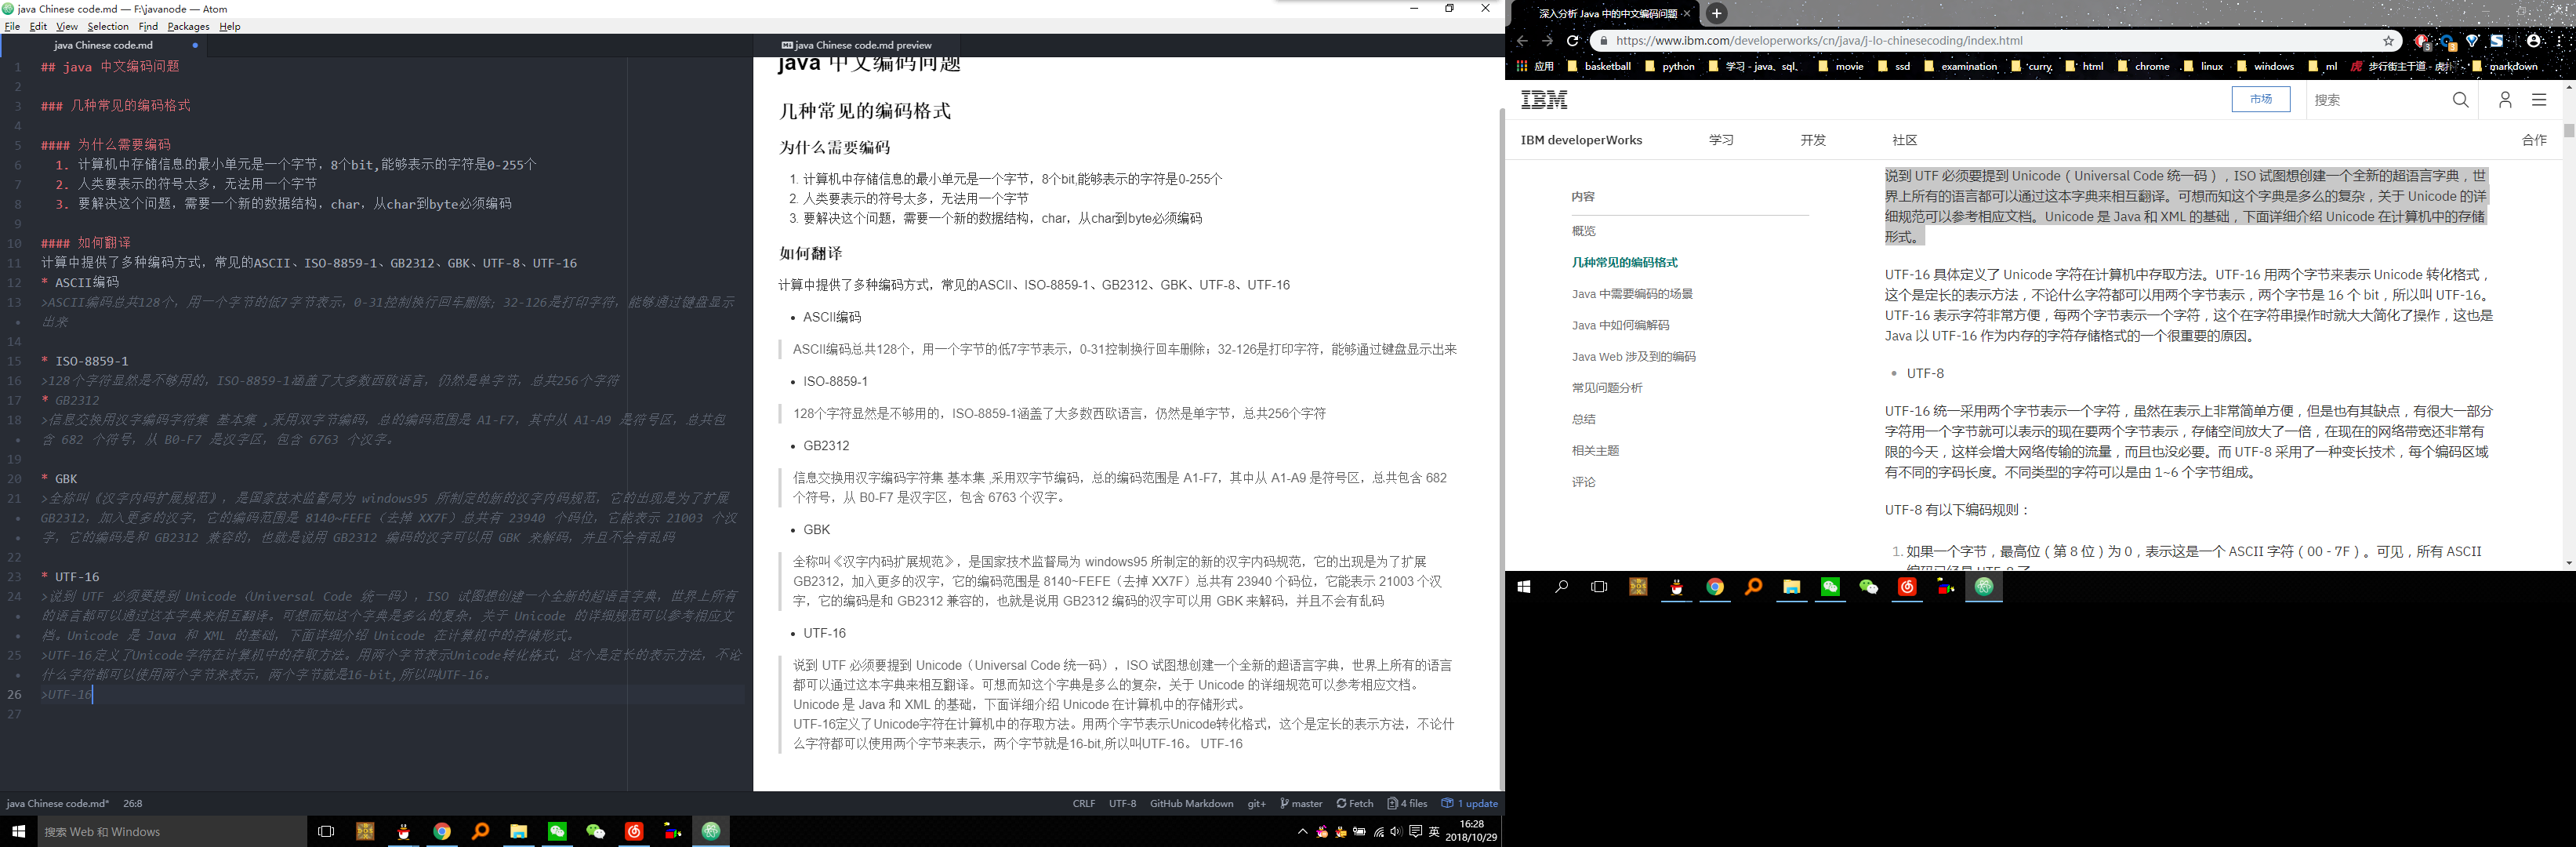 java Chinese code.md — F:\javanode — Atom
File Edit View Selection Find Packages Help
java Chinese code.md
1 ## java 中文编码问题
2
3 ### 几种常见的编码格式
4
5 #### 为什么需要编码
6 1. 计算机中存储信息的最小单元是一个字节，8个bit,能够表示的字符是0-255个
7 2. 人类要表示的符号太多，无法用一个字节
8 3. 要解决这个问题，需要一个新的数据结构，char，从char到byte必须编码
9
10 #### 如何翻译
11 计算中提供了多种编码方式，常见的ASCII、ISO-8859-1、GB2312、GBK、UTF-8、UTF-16
12 * ASCII编码
13 >ASCII编码总共128个，用一个字节的低7字节表示，0-31控制换行回车删除；32-126是打印字符，能够通过键盘显示
出来
14
15 * ISO-8859-1
16 >128个字符显然是不够用的，ISO-8859-1涵盖了大多数西欧语言，仍然是单字节，总共256个字符
17 * GB2312
18 >信息交换用汉字编码字符集 基本集 ,采用双字节编码，总的编码范围是 A1-F7，其中从 A1-A9 是符号区，总共包
含 682 个符号，从 B0-F7 是汉字区，包含 6763 个汉字。
19
20 * GBK
21 >全称叫《汉字内码扩展规范》，是国家技术监督局为 windows95 所制定的新的汉字内码规范，它的出现是为了扩展
GB2312，加入更多的汉字，它的编码范围是 8140~FEFE（去掉 XX7F）总共有 23940 个码位，它能表示 21003 个汉
字，它的编码是和 GB2312 兼容的，也就是说用 GB2312 编码的汉字可以用 GBK 来解码，并且不会有乱码
22
23 * UTF-16
24 >说到 UTF 必须要提到 Unicode（Universal Code 统一码），ISO 试图想创建一个全新的超语言字典，世界上所有
的语言都可以通过这本字典来相互翻译。可想而知这个字典是多么的复杂，关于 Unicode 的详细规范可以参考相应文
档。Unicode 是 Java 和 XML 的基础，下面详细介绍 Unicode 在计算机中的存储形式。
25 >UTF-16定义了Unicode字符在计算机中的存取方法。用两个字节表示Unicode转化格式，这个是定长的表示方法，不论
什么字符都可以使用两个字节来表示，两个字节就是16-bit,所以叫UTF-16。
26 >UTF-16
27
java Chinese code.md* 26:8
java Chinese code.md preview
java 中文编码问题
几种常见的编码格式
为什么需要编码
1. 计算机中存储信息的最小单元是一个字节，8个bit,能够表示的字符是0-255个
2. 人类要表示的符号太多，无法用一个字节
3. 要解决这个问题，需要一个新的数据结构，char，从char到byte必须编码
如何翻译
计算中提供了多种编码方式，常见的ASCII、ISO-8859-1、GB2312、GBK、UTF-8、UTF-16
• ASCII编码
ASCII编码总共128个，用一个字节的低7字节表示，0-31控制换行回车删除；32-126是打印字符，能够通过键盘显示出来
• ISO-8859-1
128个字符显然是不够用的，ISO-8859-1涵盖了大多数西欧语言，仍然是单字节，总共256个字符
• GB2312
信息交换用汉字编码字符集 基本集 ,采用双字节编码，总的编码范围是 A1-F7，其中从 A1-A9 是符号区，总共包含 682
个符号，从 B0-F7 是汉字区，包含 6763 个汉字。
• GBK
全称叫《汉字内码扩展规范》，是国家技术监督局为 windows95 所制定的新的汉字内码规范，它的出现是为了扩展
GB2312，加入更多的汉字，它的编码范围是 8140~FEFE（去掉 XX7F）总共有 23940 个码位，它能表示 21003 个汉
字，它的编码是和 GB2312 兼容的，也就是说用 GB2312 编码的汉字可以用 GBK 来解码，并且不会有乱码
• UTF-16
说到 UTF 必须要提到 Unicode（Universal Code 统一码），ISO 试图想创建一个全新的超语言字典，世界上所有的语言
都可以通过这本字典来相互翻译。可想而知这个字典是多么的复杂，关于 Unicode 的详细规范可以参考相应文档。
Unicode 是 Java 和 XML 的基础，下面详细介绍 Unicode 在计算机中的存储形式。
UTF-16定义了Unicode字符在计算机中的存取方法。用两个字节表示Unicode转化格式，这个是定长的表示方法，不论什
么字符都可以使用两个字节来表示，两个字节就是16-bit,所以叫UTF-16。 UTF-16
CRLF UTF-8 GitHub Markdown git+ master Fetch 4 files 1 update
搜索 Web 和 Windows
英
16:28
2018/10/29
深入分析 Java 中的中文编码问题
https://www.ibm.com/developerworks/cn/java/j-lo-chinesecoding/index.html
应用 basketball python 学习 - java、sql、 movie ssd examination curry html chrome linux windows ml 步行街主干道 - 虎扑 markdown
IBM
市场
搜索
IBM developerWorks 学习 开发 社区 合作
内容
概览
几种常见的编码格式
Java 中需要编码的场景
Java 中如何编解码
Java Web 涉及到的编码
常见问题分析
总结
相关主题
评论
说到 UTF 必须要提到 Unicode（Universal Code 统一码），ISO 试图想创建一个全新的超语言字典，世
界上所有的语言都可以通过这本字典来相互翻译。可想而知这个字典是多么的复杂，关于 Unicode 的详
细规范可以参考相应文档。Unicode 是 Java 和 XML 的基础，下面详细介绍 Unicode 在计算机中的存储
形式。
UTF-16 具体定义了 Unicode 字符在计算机中存取方法。UTF-16 用两个字节来表示 Unicode 转化格式，
这个是定长的表示方法，不论什么字符都可以用两个字节表示，两个字节是 16 个 bit，所以叫 UTF-16。
UTF-16 表示字符非常方便，每两个字节表示一个字符，这个在字符串操作时就大大简化了操作，这也是
Java 以 UTF-16 作为内存的字符存储格式的一个很重要的原因。
• UTF-8
UTF-16 统一采用两个字节表示一个字符，虽然在表示上非常简单方便，但是也有其缺点，有很大一部分
字符用一个字节就可以表示的现在要两个字节表示，存储空间放大了一倍，在现在的网络带宽还非常有
限的今天，这样会增大网络传输的流量，而且也没必要。而 UTF-8 采用了一种变长技术，每个编码区域
有不同的字码长度。不同类型的字符可以是由 1~6 个字节组成。
UTF-8 有以下编码规则：
1. 如果一个字节，最高位（第 8 位）为 0，表示这是一个 ASCII 字符（00 - 7F）。可见，所有 ASCII
编码已经是 UTF-8 了